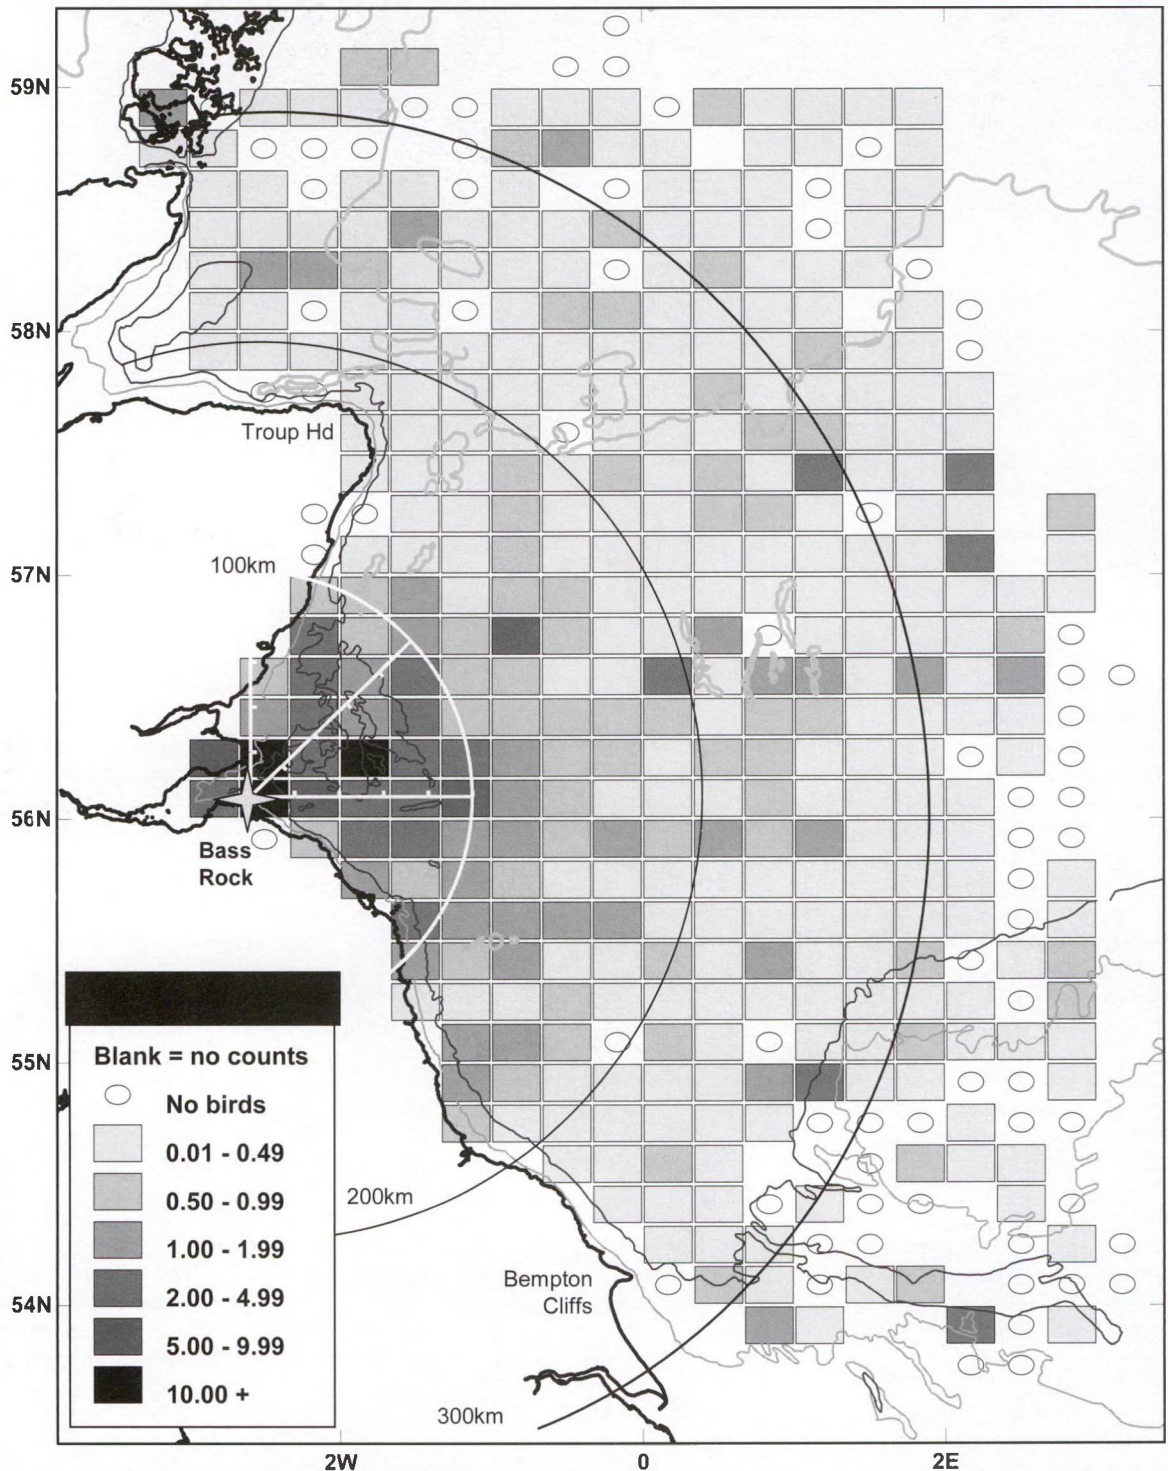 59N
58N
Troup Hd
100km
57N
56N
Bass
Rock
55N
Blank = no counts
No birds
0.01 - 0.49
0.50 - 0.99
1.00 - 1.99
2.00 - 4.99
5.00 - 9.99
10.00 +
200km
Bempton
Cliffs
54N
300km
2W
0
2E